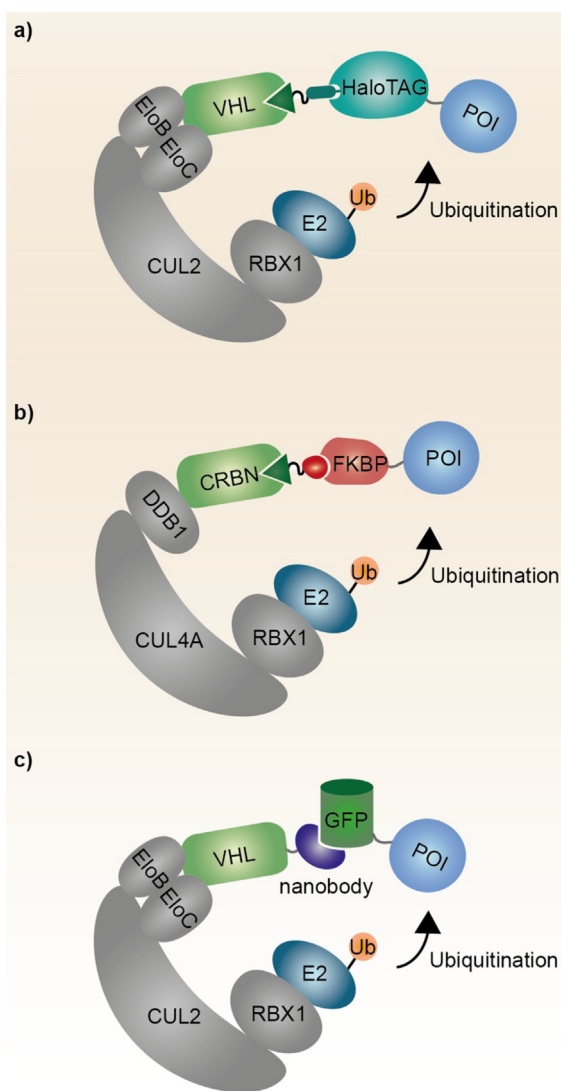 a)
VHL
HaloTAG
POI
EloB
EloC
E2
Ub
Ubiquitination
CUL2
RBX1
b)
CRBN
FKBP
POI
DDB1
E2
Ub
Ubiquitination
CUL4A
RBX1
c)
VHL
GFP
POI
EloB
EloC
nanobody
E2
Ub
Ubiquitination
CUL2
RBX1